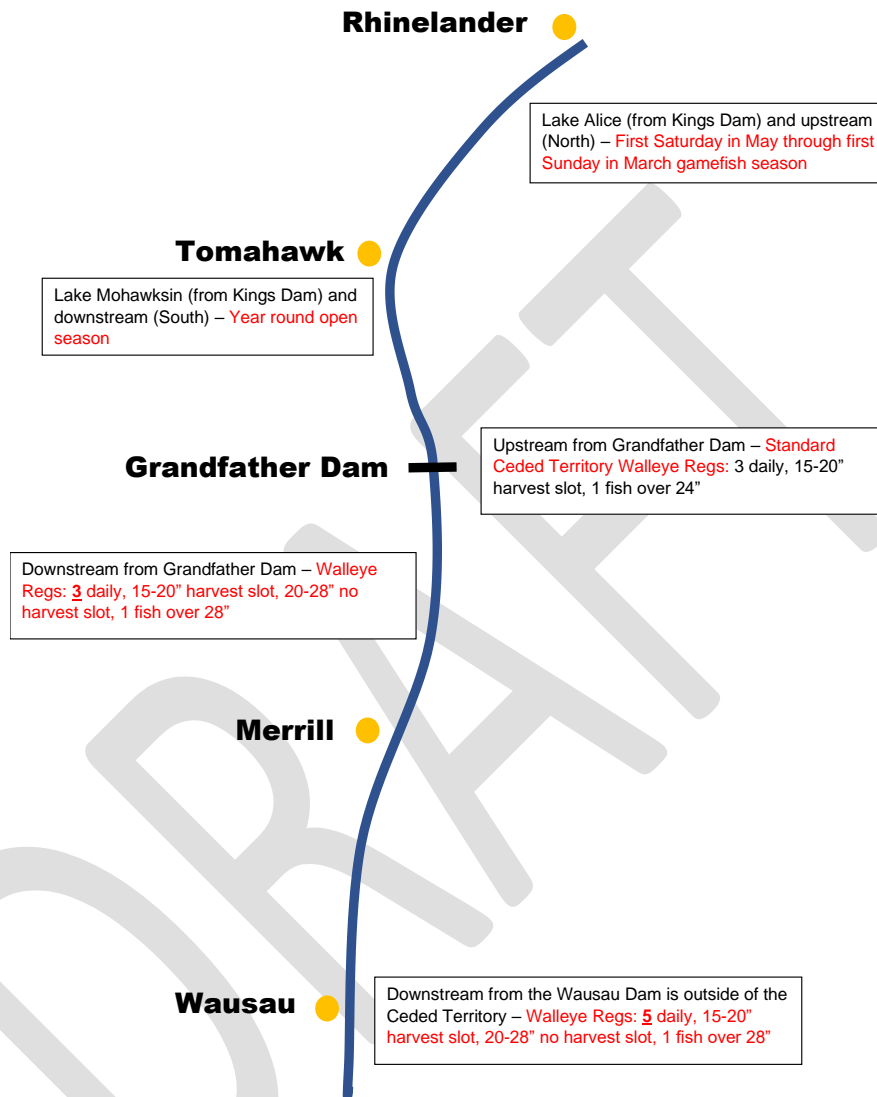 Rhinelander
Lake Alice (from Kings Dam) and upstream
(North) – First Saturday in May through first
Sunday in March gamefish season
Tomahawk
Lake Mohawksin (from Kings Dam) and
downstream (South) – Year round open
season
Grandfather Dam
Upstream from Grandfather Dam – Standard
Ceded Territory Walleye Regs: 3 daily, 15-20”
harvest slot, 1 fish over 24”
Downstream from Grandfather Dam – Walleye
Regs: 3 daily, 15-20” harvest slot, 20-28” no
harvest slot, 1 fish over 28”
Merrill
Wausau
Downstream from the Wausau Dam is outside of the
Ceded Territory – Walleye Regs: 5 daily, 15-20”
harvest slot, 20-28” no harvest slot, 1 fish over 28”
DRAFT